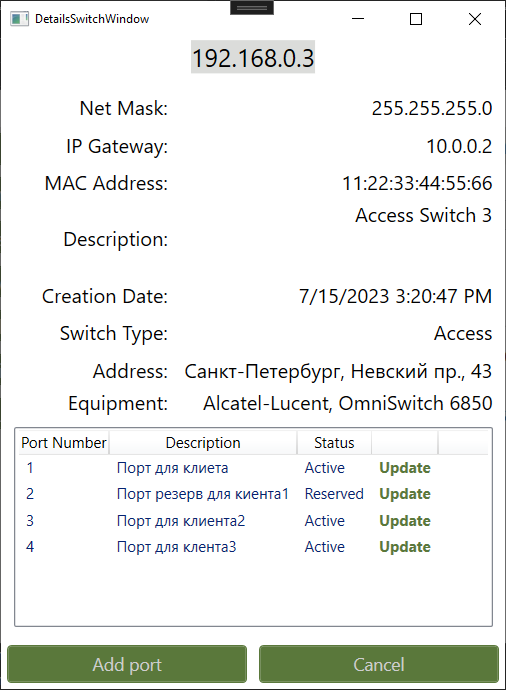 DetailsSwitchWindow
192.168.0.3
Net Mask: 255.255.255.0
IP Gateway: 10.0.0.2
MAC Address: 11:22:33:44:55:66
Access Switch 3
Description:
Creation Date: 7/15/2023 3:20:47 PM
Switch Type: Access
Address: Санкт-Петербург, Невский пр., 43
Equipment: Alcatel-Lucent, OmniSwitch 6850
Port Number Description Status
1 Порт для клиета Active Update
2 Порт резерв для киента1 Reserved Update
3 Порт для клиента2 Active Update
4 Порт для клента3 Active Update
Add port Cancel